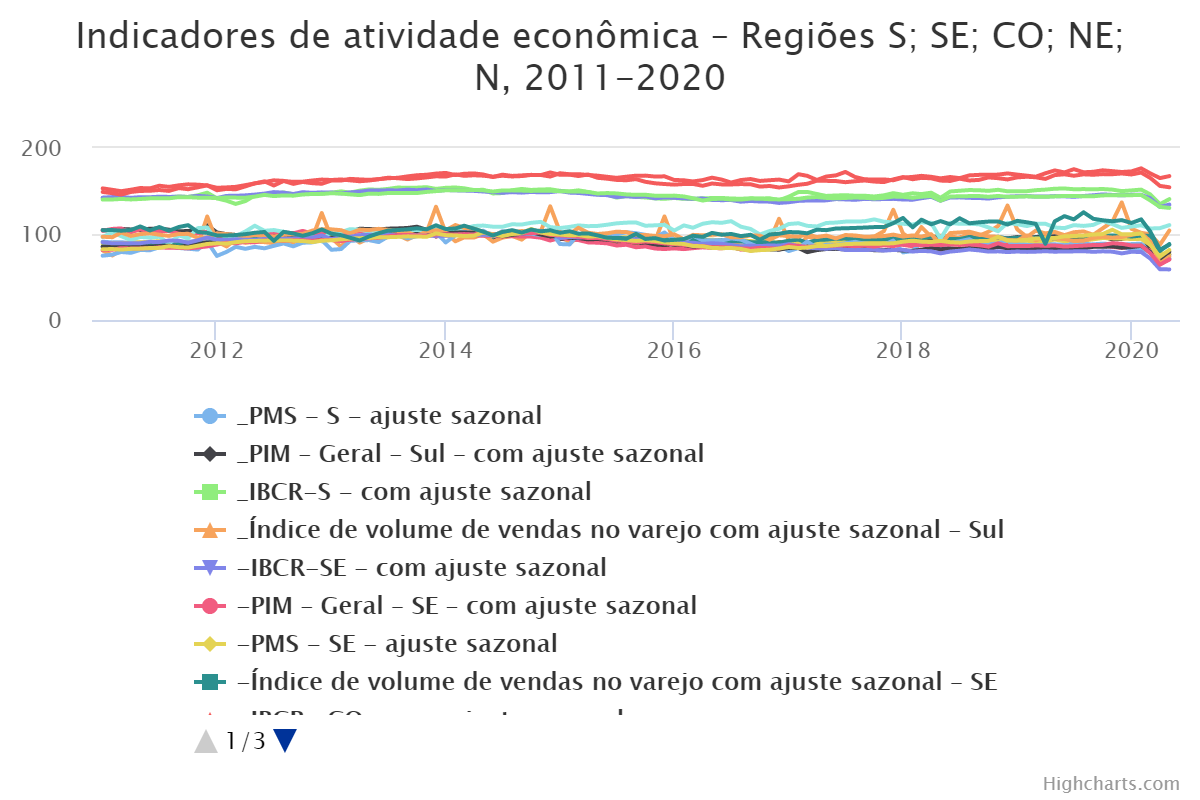 Indicadores de atividade econômica – Regiões S; SE; CO; NE;
N, 2011–2020
200
100
0
2012 2014 2016 2018 2020
_PMS – S – ajuste sazonal
_PIM – Geral – Sul – com ajuste sazonal
_IBCR-S – com ajuste sazonal
_Índice de volume de vendas no varejo com ajuste sazonal – Sul
-IBCR-SE – com ajuste sazonal
-PIM – Geral – SE – com ajuste sazonal
-PMS – SE – ajuste sazonal
-Índice de volume de vendas no varejo com ajuste sazonal – SE
1/3
Highcharts.com